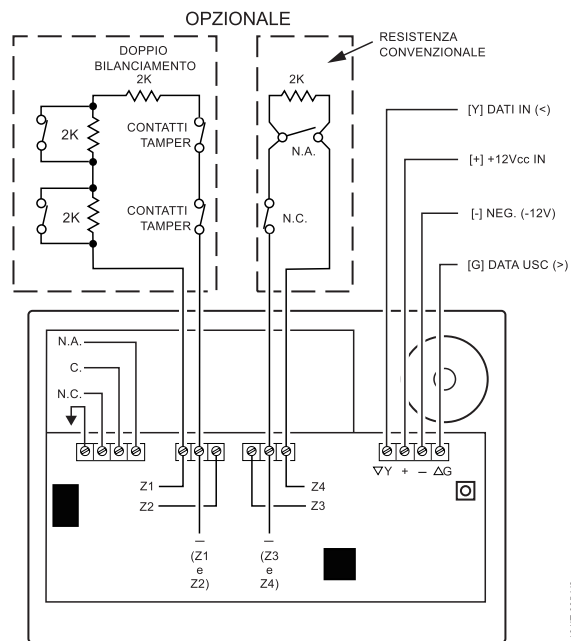 OPZIONALE
DOPPIO
BILANCIAMENTO
2K
2K
2K
CONTATTI
TAMPER
CONTATTI
TAMPER
RESISTENZA
CONVENZIONALE
2K
N.A.
N.C.
[Y] DATI IN (<)
[+] +12Vcc IN
[-] NEG. (-12V)
[G] DATA USC (>)
N.A.
C.
N.C.
Z1
Z2
Z4
Z3
▽Y + – △G
–
(Z1
e
Z2)
–
(Z3
e
Z4)